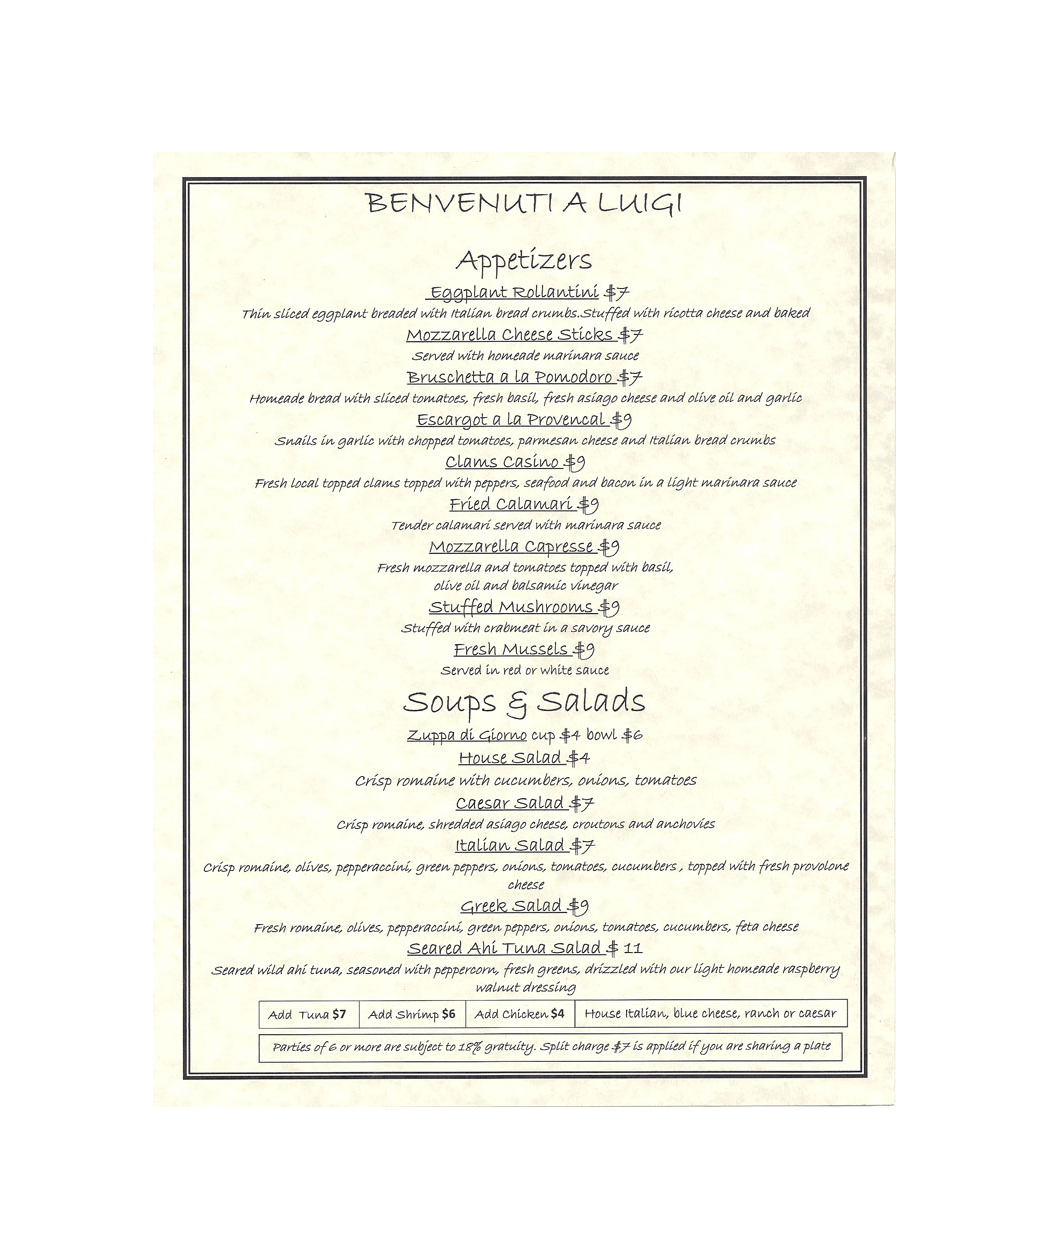 BENVENUTI A LUIGI
Appetizers
Eggplant Rollantini $7
Thin sliced eggplant breaded with Italian bread crumbs.Stuffed with ricotta cheese and baked
Mozzarella Cheese Sticks $7
Served with homeade marinara sauce
Bruschetta a la Pomodoro $7
Homeade bread with sliced tomatoes, fresh basil, fresh asiago cheese and olive oil and garlic
Escargot a la Provencal $9
Snails in garlic with chopped tomatoes, parmesan cheese and Italian bread crumbs
Clams Casino $9
Fresh local topped clams topped with peppers, seafood and bacon in a light marinara sauce
Fried Calamari $9
Tender calamari served with marinara sauce
Mozzarella Capresse $9
Fresh mozzarella and tomatoes topped with basil,
olive oil and balsamic vinegar
Stuffed Mushrooms $9
Stuffed with crabmeat in a savory sauce
Fresh Mussels $9
Served in red or white sauce
Soups & Salads
Zuppa di Giorno cup $4 bowl $6
House Salad $4
Crisp romaine with cucumbers, onions, tomatoes
Caesar Salad $7
Crisp romaine, shredded asiago cheese, croutons and anchovies
Italian Salad $7
Crisp romaine, olives, pepperaccini, green peppers, onions, tomatoes, cucumbers , topped with fresh provolone
cheese
Greek Salad $9
Fresh romaine, olives, pepperaccini, green peppers, onions, tomatoes, cucumbers, feta cheese
Seared Ahi Tuna Salad $ 11
Seared wild ahi tuna, seasoned with peppercorn, fresh greens, drizzled with our light homeade raspberry
walnut dressing
Add Tuna $7 Add Shrimp $6 Add Chicken $4 House Italian, blue cheese, ranch or caesar
Parties of 6 or more are subject to 18% gratuity. Split charge $7 is applied if you are sharing a plate